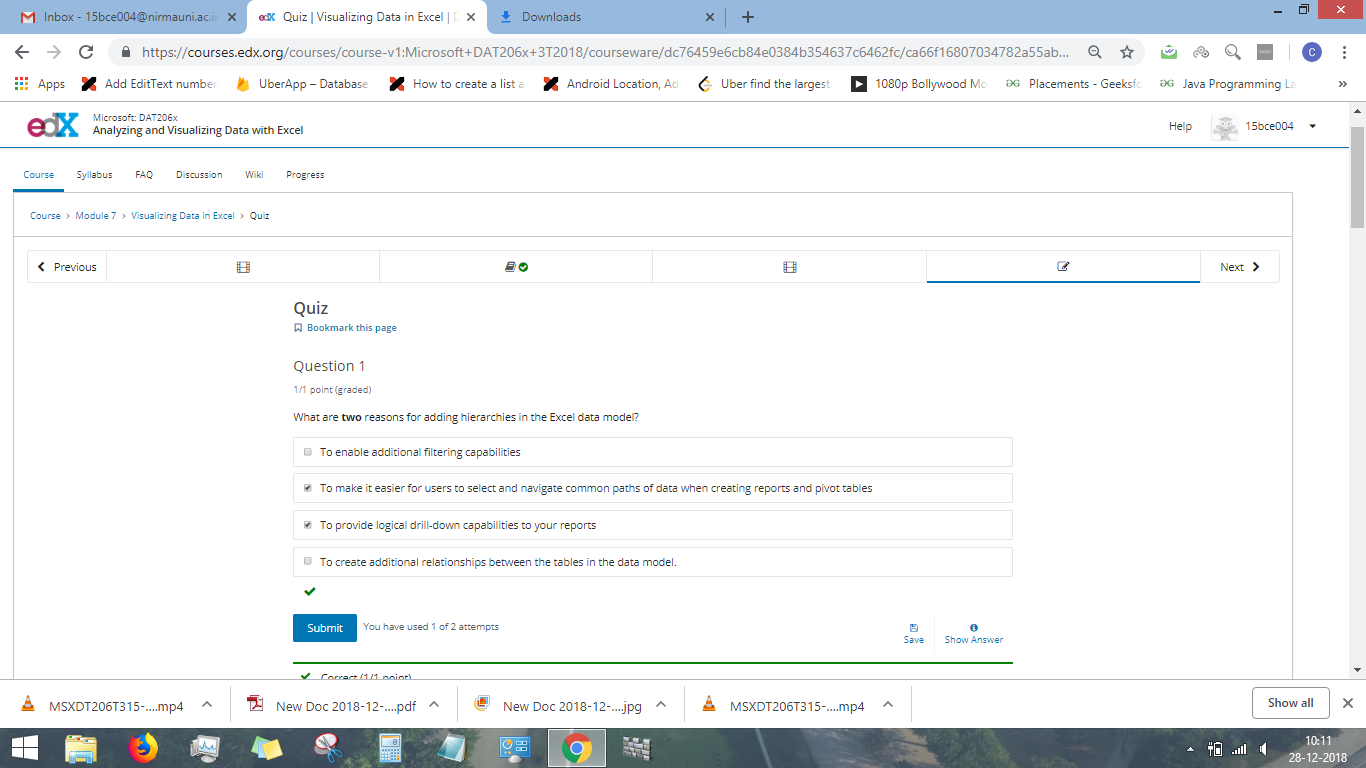 Inbox - 15bce004@nirmauni.ac.in
Quiz | Visualizing Data in Excel | D
Downloads
https://courses.edx.org/courses/course-v1:Microsoft+DAT206x+3T2018/courseware/dc76459e6cb84e0384b354637c6462fc/ca66f16807034782a55ab...
C
Apps
Add EditText number
UberApp – Database
How to create a list a
Android Location, Ad
Uber find the largest
1080p Bollywood Mo
Placements - Geeksfo
Java Programming La
»
edX
Microsoft: DAT206x
Analyzing and Visualizing Data with Excel
Help
15bce004
Course
Syllabus
FAQ
Discussion
Wiki
Progress
Course > Module 7 > Visualizing Data in Excel > Quiz
Previous
Next
Quiz
Bookmark this page
Question 1
1/1 point (graded)
What are two reasons for adding hierarchies in the Excel data model?
To enable additional filtering capabilities
To make it easier for users to select and navigate common paths of data when creating reports and pivot tables
To provide logical drill-down capabilities to your reports
To create additional relationships between the tables in the data model.
Submit
You have used 1 of 2 attempts
Save
Show Answer
Correct (1/1 point)
MSXDT206T315-....mp4
New Doc 2018-12-....pdf
New Doc 2018-12-....jpg
MSXDT206T315-....mp4
Show all
10:11
28-12-2018